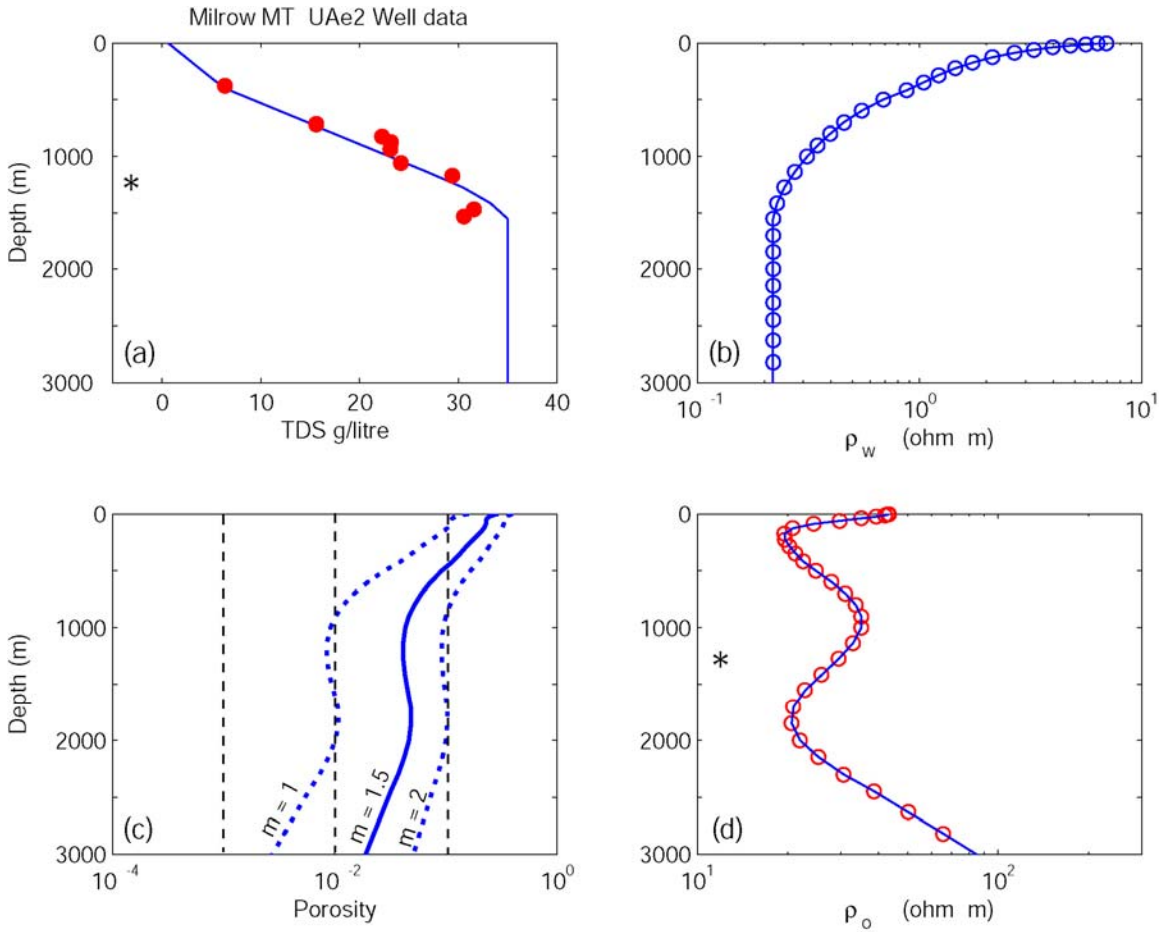 Milrow MT UAe2 Well data
0
1000
2000
3000
Depth (m)
*
(a)
0 10 20 30 40
TDS g/litre
0
1000
2000
3000
(b)
10^-1 10^0 10^1
ρ_w (ohm m)
0
1000
2000
3000
Depth (m)
(c)
m = 1
m = 1.5
m = 2
10^-4 10^-2 10^0
Porosity
0
1000
2000
3000
*
(d)
10^1 10^2
ρ_o (ohm m)